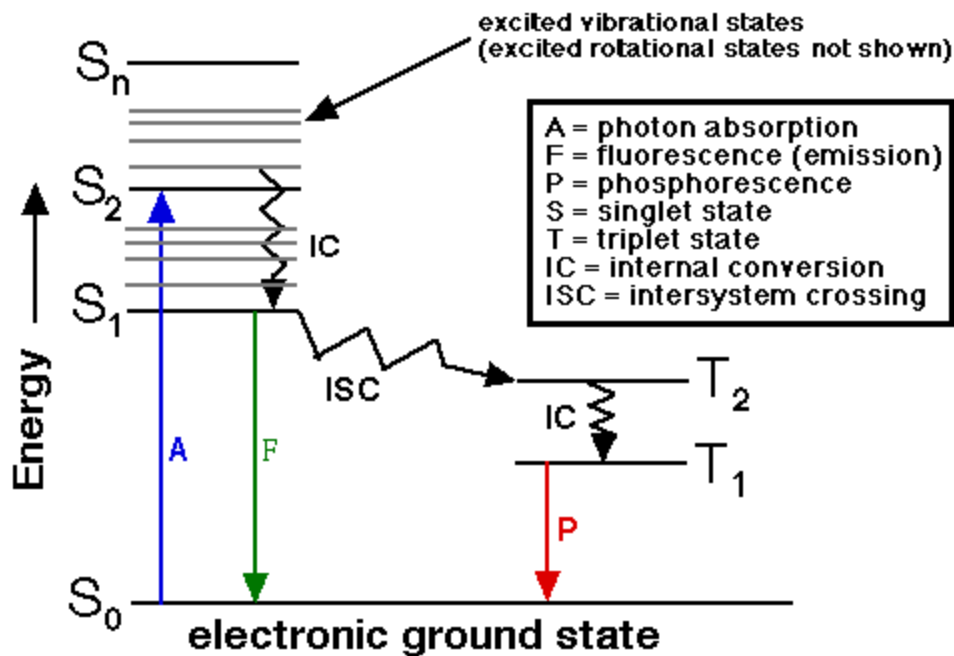 excited vibrational states
(excited rotational states not shown)
Sn
A = photon absorption
F = fluorescence (emission)
P = phosphorescence
S = singlet state
T = triplet state
IC = internal conversion
ISC = intersystem crossing
S2
IC
S1
ISC
T2
IC
T1
Energy
A
F
P
S0
electronic ground state